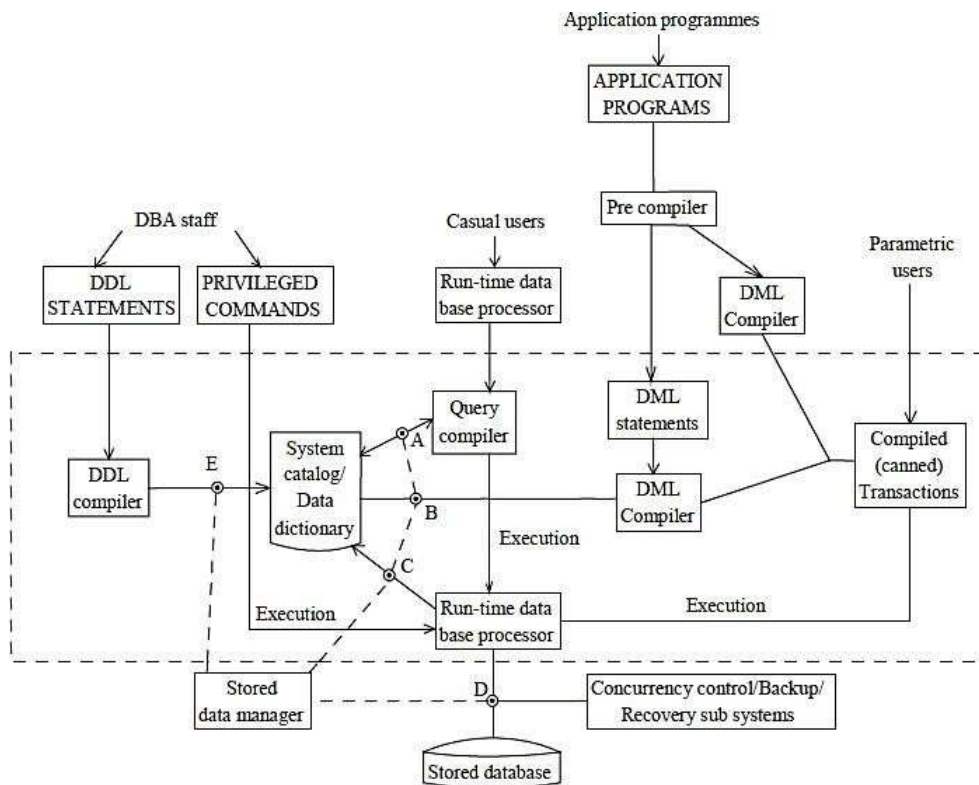 Application programmes
APPLICATION
PROGRAMS
Pre compiler
DBA staff
Casual users
Parametric
users
DDL
STATEMENTS
PRIVILEGED
COMMANDS
Run-time data
base processor
DML
Compiler
Query
compiler
DML
statements
Compiled
(canned)
Transactions
A
System
catalog/
Data
dictionary
E
DDL
compiler
B
DML
Compiler
Execution
C
Execution
Run-time data
base processor
Execution
Stored
data manager
D
Concurrency control/Backup/
Recovery sub systems
Stored database